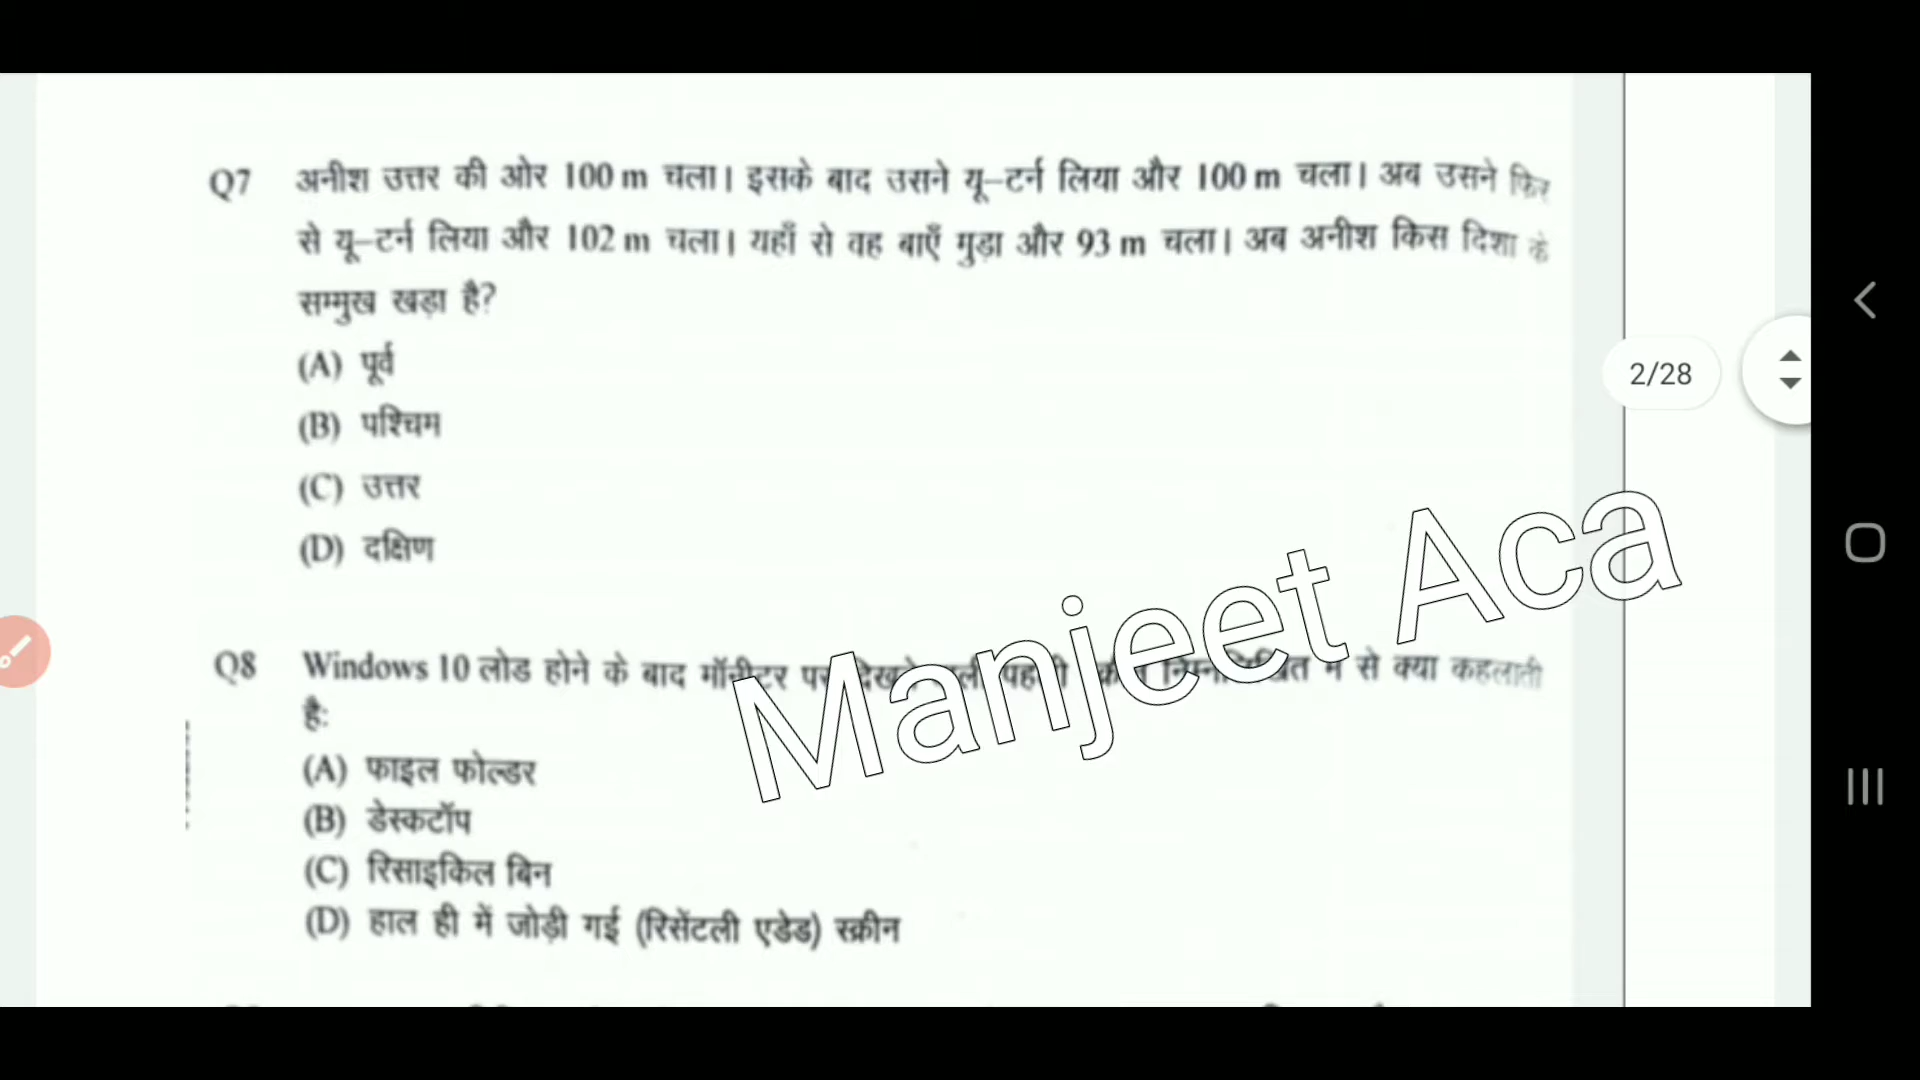 Q7 अनीश उत्तर की ओर 100 m चला। इसके बाद उसने यू–टर्न लिया और 100 m चला। अब उसने फिर
से यू–टर्न लिया और 102 m चला। यहाँ से वह बाएँ मुड़ा और 93 m चला। अब अनीश किस दिशा के
सम्मुख खड़ा है?
(A) पूर्व
2/28
(B) पश्चिम
(C) उत्तर
(D) दक्षिण
Manjeet Aca
Q8 Windows 10 लोड होने के बाद मॉनीटर पर से क्या कहलाती
है:
(A) फाइल फोल्डर
(B) डेस्कटॉप
(C) रिसाइकिल बिन
(D) हाल ही में जोड़ी गई (रिसेंटली एडेड) स्क्रीन